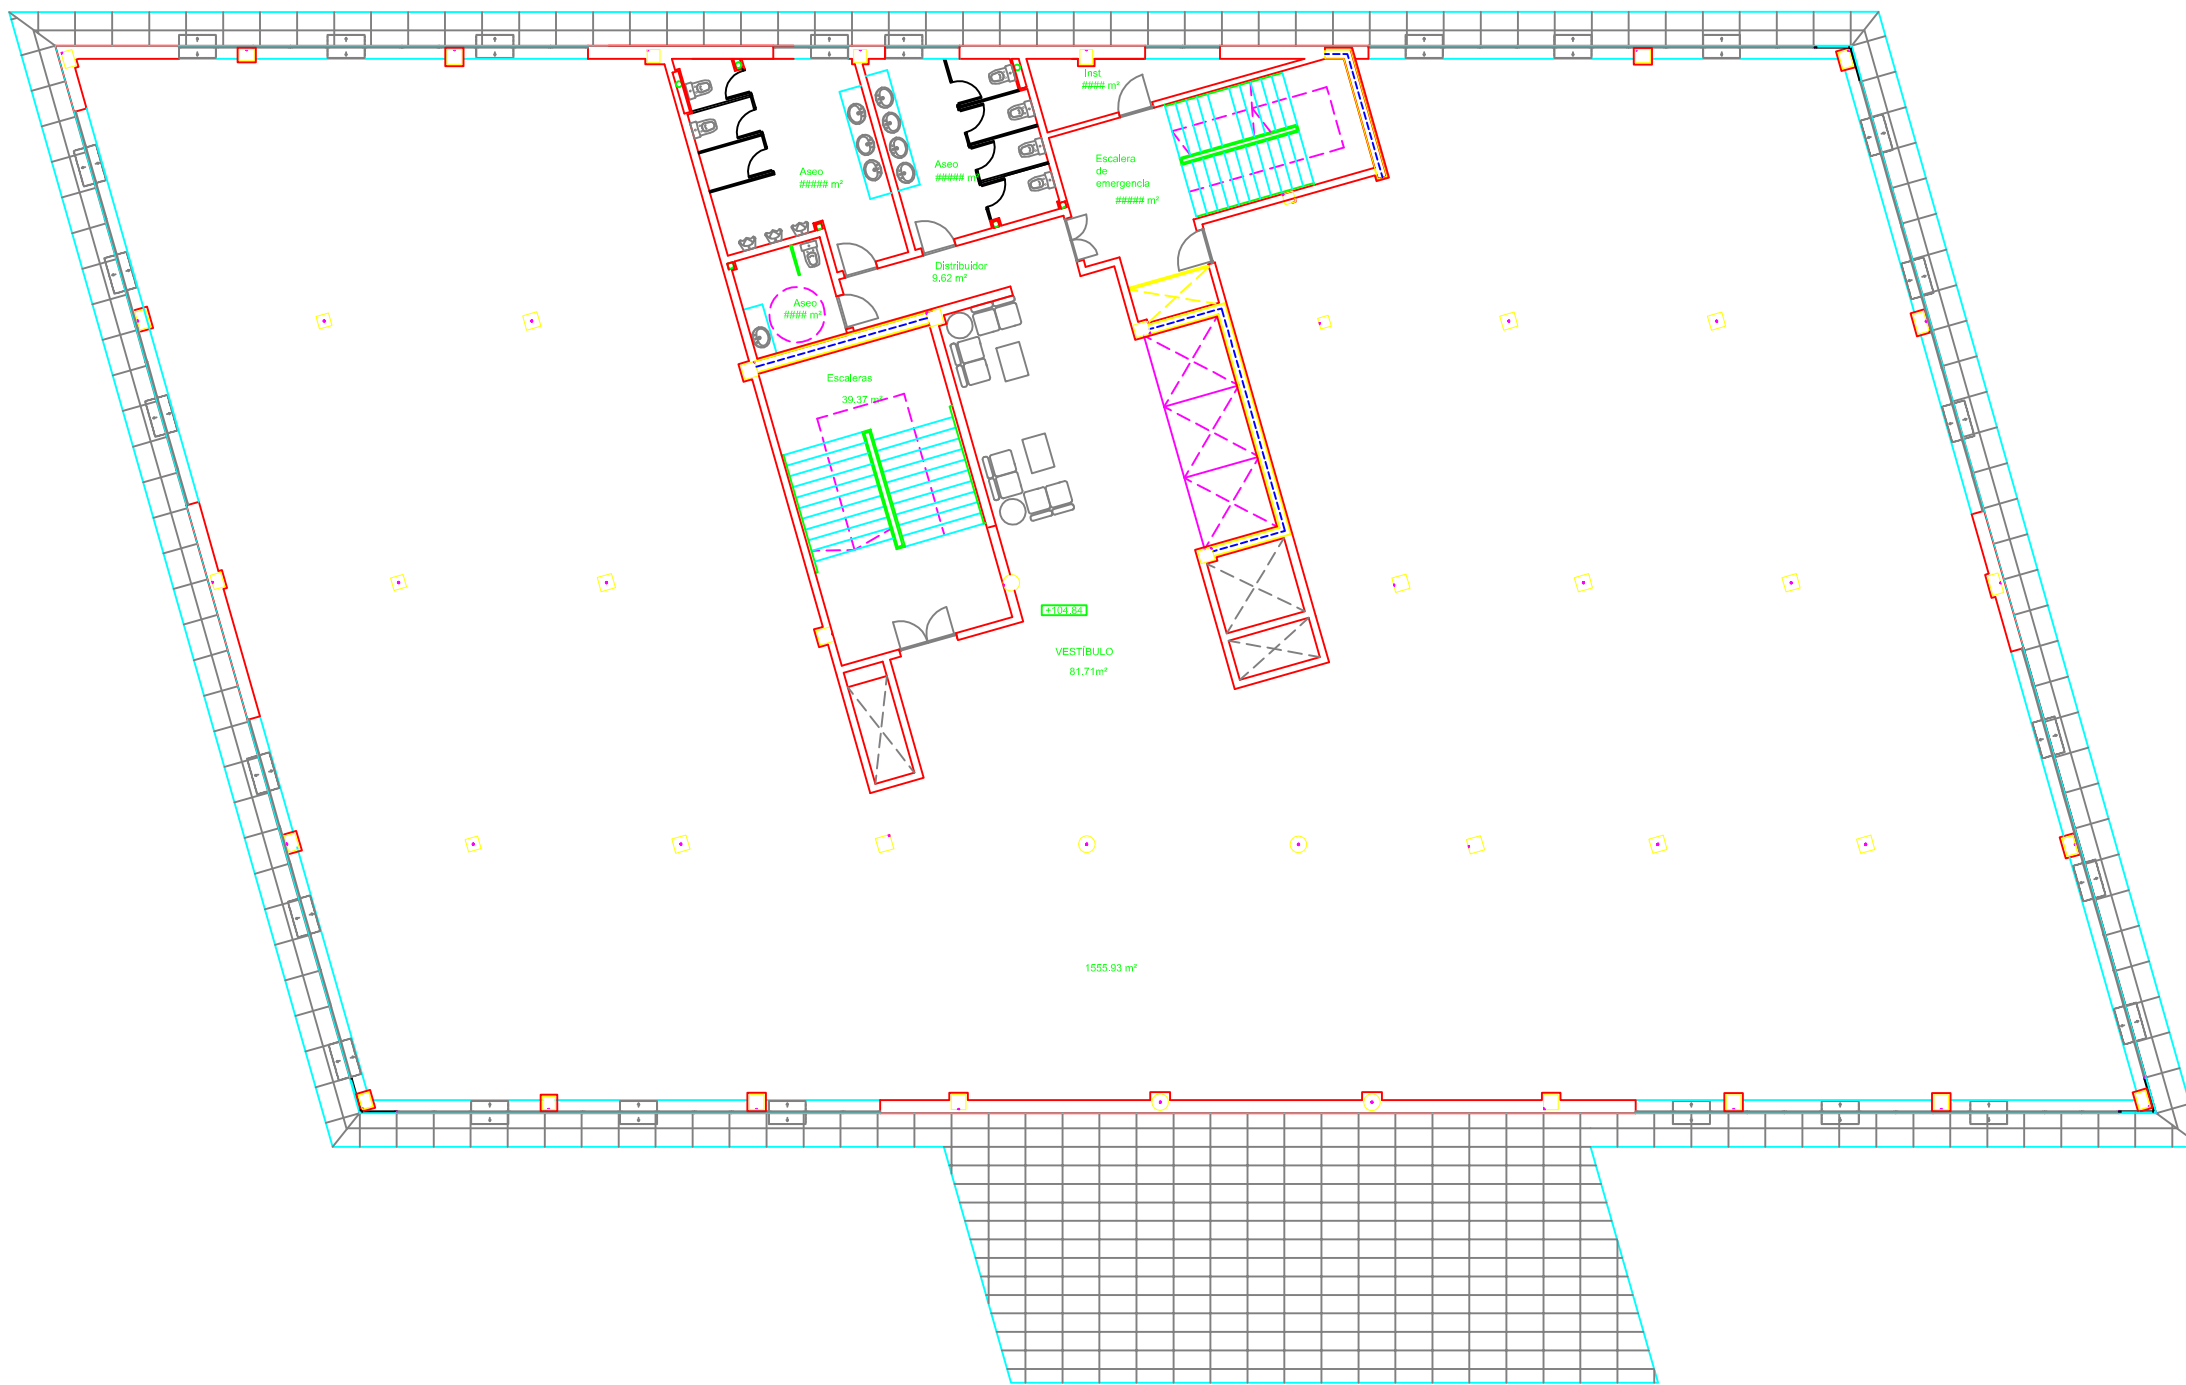 Inst
#### m²
Aseo
##### m²
Aseo
##### m²
Escalera
de
emergencia
##### m²
Distribuidor
9.62 m²
Aseo
#### m²
Escaleras
39,37 m²
+104.84
VESTÍBULO
81,71m²
1555.93 m²